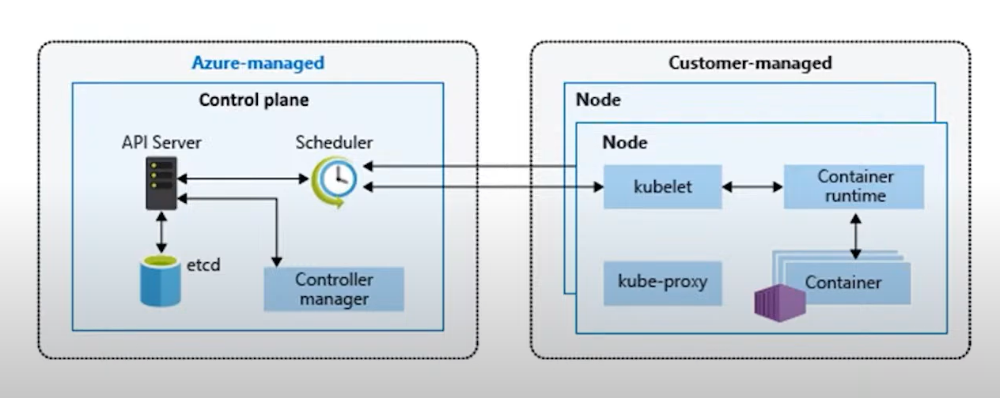 Azure-managed
Control plane
API Server
Scheduler
etcd
Controller
manager
Customer-managed
Node
Node
kubelet
Container
runtime
kube-proxy
Container